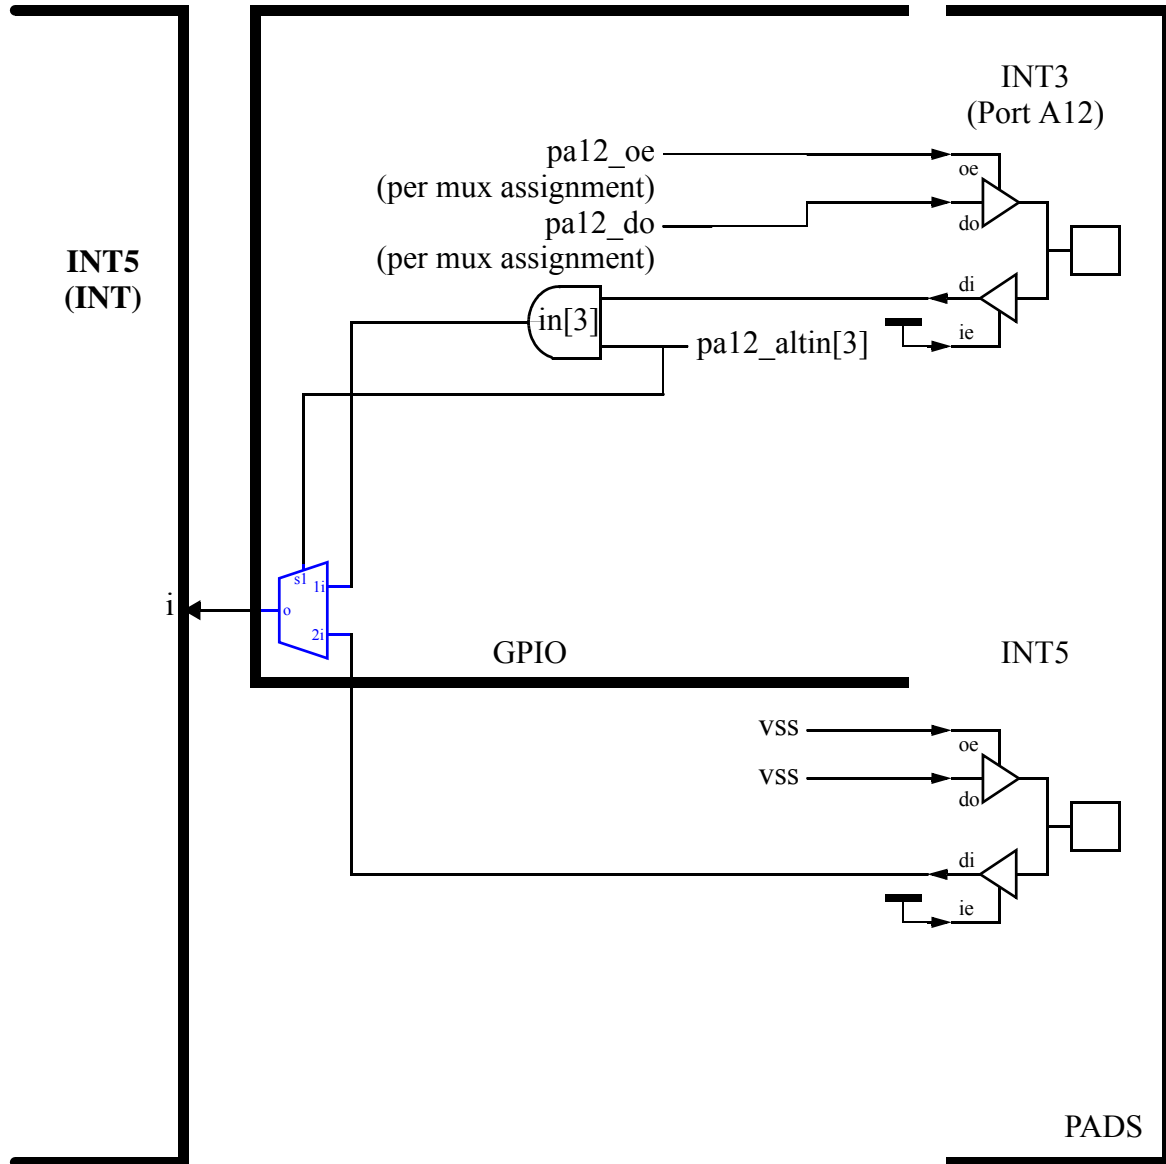 INT3
(Port A12)
pa12_oe
oe
(per mux assignment)
pa12_do
do
(per mux assignment)
INT5
(INT)
di
in[3]
pa12_altin[3]
ie
s1
1i
i
o
2i
GPIO
INT5
vss
oe
vss
do
di
ie
PADS